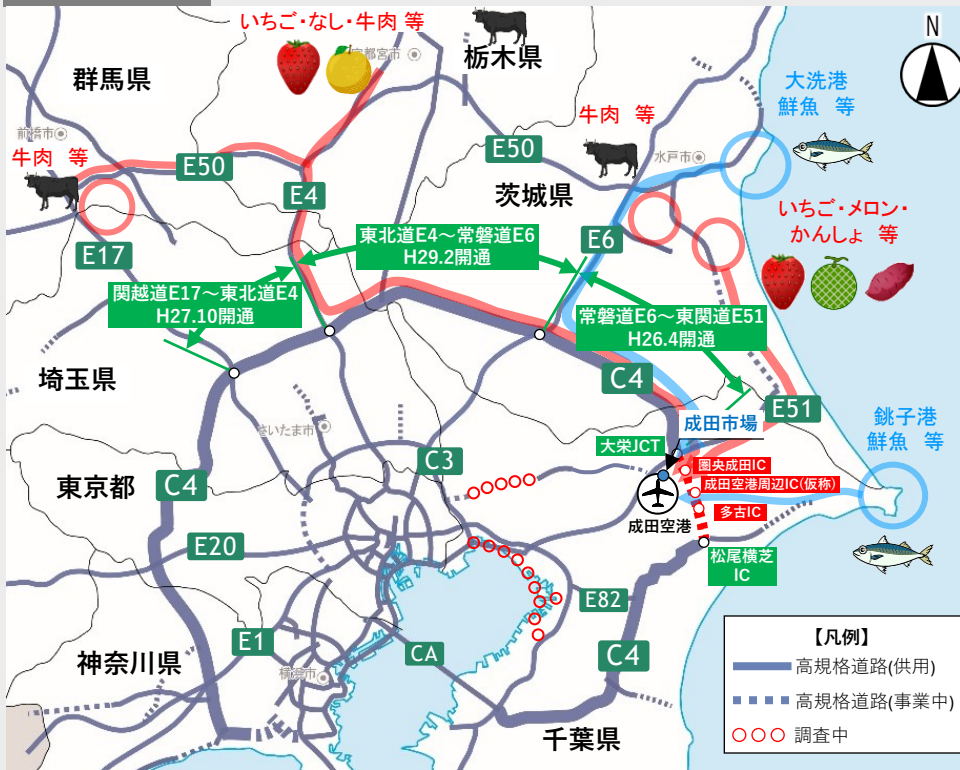 いちご・なし・牛肉 等
宇都宮市
栃木県
N
群馬県
大洗港
鮮魚 等
前橋市
牛肉 等
牛肉 等
E50
E50
水戸市
茨城県
E4
いちご・メロン・
かんしょ 等
東北道E4～常磐道E6
H29.2開通
E6
E17
関越道E17～東北道E4
H27.10開通
常磐道E6～東関道E51
H26.4開通
埼玉県
C4
E51
成田市場
銚子港
鮮魚 等
さいたま市
大栄JCT
C3
圏央成田IC
東京都
C4
成田空港周辺IC(仮称)
多古IC
成田空港
E20
松尾横芝
IC
E82
E1
CA
C4
神奈川県
横浜市
千葉県
【凡例】
高規格道路(供用)
高規格道路(事業中)
調査中